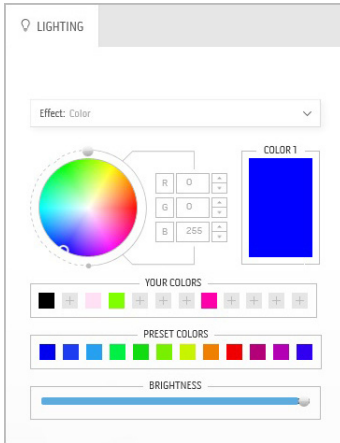 LIGHTING
Effect: Color
COLOR 1
R 0
G 0
B 255
YOUR COLORS
PRESET COLORS
BRIGHTNESS